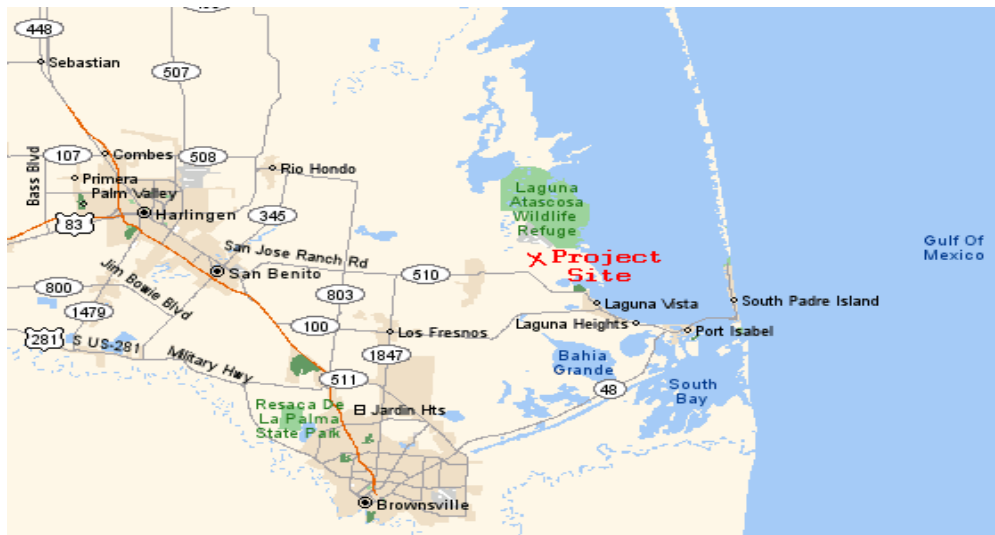 448
Sebastian
507
107
Combes
508
Rio Hondo
Bass Blvd
Primera
Palm Valley
Harlingen
83
345
Laguna
Atascosa
Wildlife
Refuge
Project
Site
Gulf Of
Mexico
San Jose Ranch Rd
San Benito
510
Jim Bowie Blvd
800
803
1479
Laguna Vista
South Padre Island
281
S US-281
100
Los Fresnos
Laguna Heights
Port Isabel
Military Hwy
1847
Bahia
Grande
511
48
South
Bay
Resaca De
La Palma
State Park
Jardin Hts
Brownsville